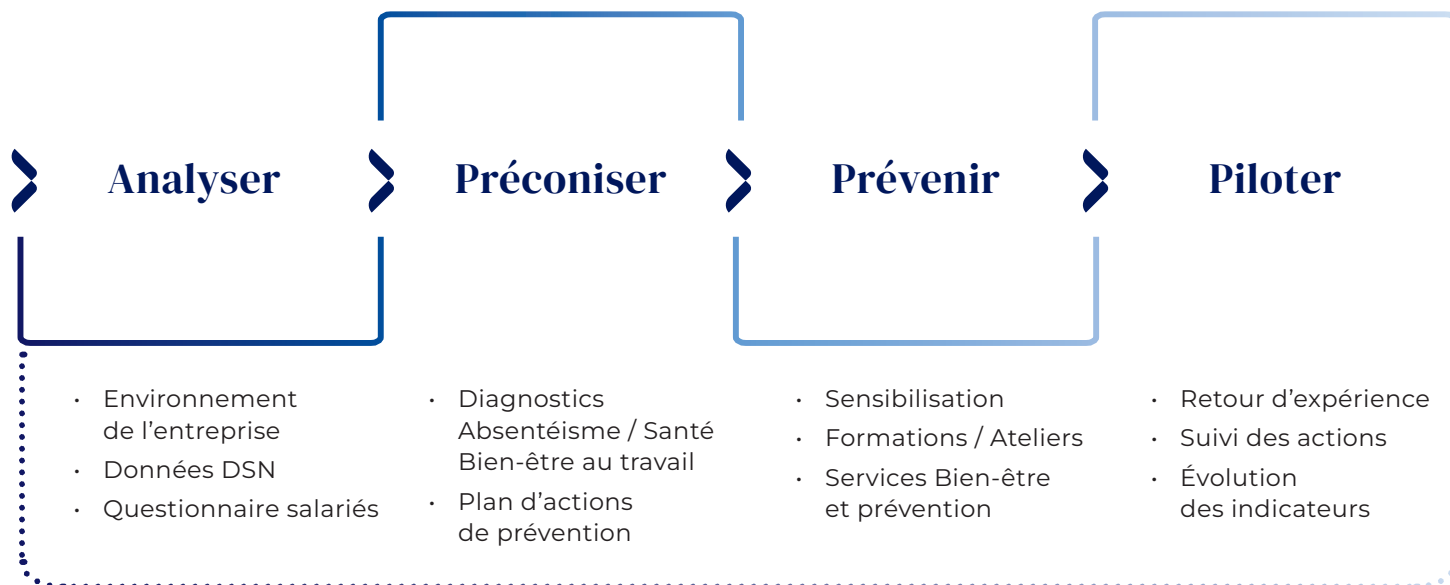 Analyser
Préconiser
Prévenir
Piloter
· Environnement
de l’entreprise
· Données DSN
· Questionnaire salariés
· Diagnostics
Absentéisme / Santé
Bien-être au travail
· Plan d’actions
de prévention
· Sensibilisation
· Formations / Ateliers
· Services Bien-être
et prévention
· Retour d’expérience
· Suivi des actions
· Évolution
des indicateurs